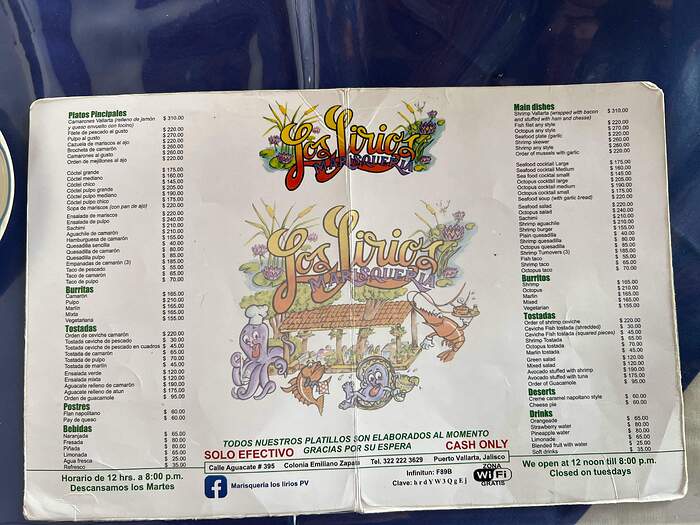 Platos Pincipales
Camarones Vallarta (relleno de jamón $ 310.00
y queso envuelto con tocino)
Filete de pescado al gusto $ 220.00
Pulpo al gusto $ 270.00
Cazuela de mariscos al ajo $ 220.00
Brocheta de camarón $ 260.00
Camarones al gusto $ 260.00
Orden de mejillones al ajo $ 220.00
Cóctel grande $ 175.00
Cóctel mediano $ 160.00
Cóctel chico $ 145.00
Cóctel pulpo grande $ 205.00
Cóctel pulpo mediano $ 190.00
Cóctel pulpo chico $ 175.00
Sopa de mariscos (con pan de ajo) $ 220.00
Ensalada de mariscos $ 220.00
Ensalada de pulpo $ 240.00
Sachimi $ 210.00
Aguachile de camarón $ 210.00
Hamburguesa de camarón $ 155.00
Quesadilla sencilla $ 40.00
Quesadilla de camarón $ 80.00
Quesadilla pulpo $ 85.00
Empanadas de camarón (3) $ 185.00
Taco de pescado $ 55.00
Taco de camarón $ 65.00
Taco de pulpo $ 70.00
Burritas
Camarón $ 165.00
Pulpo $ 210.00
Marlín $ 165.00
Mixta $ 165.00
Vegetariana $ 155.00
Tostadas
Orden de ceviche camarón $ 220.00
Tostada ceviche de pescado $ 30.00
Tostada ceviche de pescado en cuadros $ 45.00
Tostada de camarón $ 65.00
Tostada de pulpo $ 70.00
Tostada de marlín $ 45.00
Ensalada verde $ 120.00
Ensalada mixta $ 120.00
Aguacate relleno de camarón $ 190.00
Aguacate relleno de atun $ 175.00
Orden de guacamole $ 95.00
Postres
Flan napolitano $ 60.00
Pay de queso $ 60.00
Bebidas
Naranjada $ 65.00
Fresada $ 80.00
Piñada $ 80.00
Limonada $ 65.00
Agua fresca $ 25.00
Refresco $ 35.00
Horario de 12 hrs. a 8:00 p.m.
Descansamos los Martes
Los Lirios
MARISQUERIA
Los Lirios
MARISQUERIA
TODOS NUESTROS PLATILLOS SON ELABORADOS AL MOMENTO
SOLO EFECTIVO GRACIAS POR SU ESPERA CASH ONLY
Calle Aguacate # 395 Colonia Emiliano Zapata Tel. 322 222 3629 Puerto Vallarta, Jalisco
f Marisquería los lirios PV
Infinitun: F89B
Clave: hrdYW3QgEj
ZONA
WiFi
GRATIS
Main dishes
Shrimp Vallarta (wrapped with bacon $ 310.00
and stuffed with ham and chesse)
Fish filet any style $ 220.00
Octopus any style $ 270.00
Seafood plate (garlic) $ 220.00
Shrimp skewer $ 260.00
Shrimp any style $ 260.00
Order of mussels with garlic $ 220.00
Seafood cocktail Large $ 175.00
Seafood cocktail Medium $ 160.00
Sea food cocktail small $ 145.00
Octopus cocktail large $ 205.00
Octopus cocktail medium $ 190.00
Octopus cocktail small $ 175.00
Seafood soup (with garlic bread) $ 220.00
Seafood salad $ 220.00
Octopus salad $ 240.00
Sachimi $ 210.00
Shrimp aguachile $ 210.00
Shrimp burger $ 155.00
Plain quesadilla $ 40.00
Shrimp quesadilla $ 80.00
Octopus quesadilla $ 85.00
Shrimp Turnovers (3) $ 185.00
Fish taco $ 55.00
Shrimp taco $ 65.00
Octopus taco $ 70.00
Burritos
Shrimp $ 165.00
Octopus $ 210.00
Marlin $ 165.00
Mixed $ 165.00
Vegetarian $ 155.00
Tostadas
Order of shrimp ceviche $ 220.00
Ceviche Fish tostada (shredded) $ 30.00
Ceviche Fish tostada (squared pieces) $ 45.00
Shrimp Tostada $ 65.00
Octopus tostada $ 70.00
Marlin tostada $ 45.00
Green salad $ 120.00
Mixed salad $ 120.00
Avocado stuffed with shrimp $ 190.00
Avocado stuffed with tuna $ 175.00
Order of Guacamole $ 95.00
Deserts
Creme caramel napolitano style $ 60.00
Cheese pie $ 60.00
Drinks
Orangeade $ 65.00
Strawberry water $ 80.00
Pineapple water $ 80.00
Limonade $ 65.00
Blended fruit with water $ 25.00
Soft drinks $ 35.00
We open at 12 noon till 8:00 p.m.
Closed on tuesdays